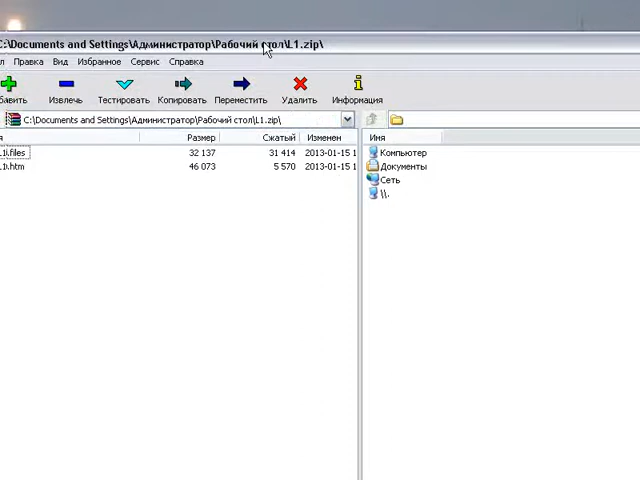 C:\Documents and Settings\Администратор\Рабочий стол\L1.zip\
Правка Вид Избранное Сервис Справка
Извлечь Тестировать Копировать Переместить Удалить Информация
C:\Documents and Settings\Администратор\Рабочий стол\L1.zip\
Размер Сжатый Изменен Имя
32 137 31 414 2013-01-15 1 Компьютер
46 073 5 570 2013-01-15 1 Документы
Сеть
\\.